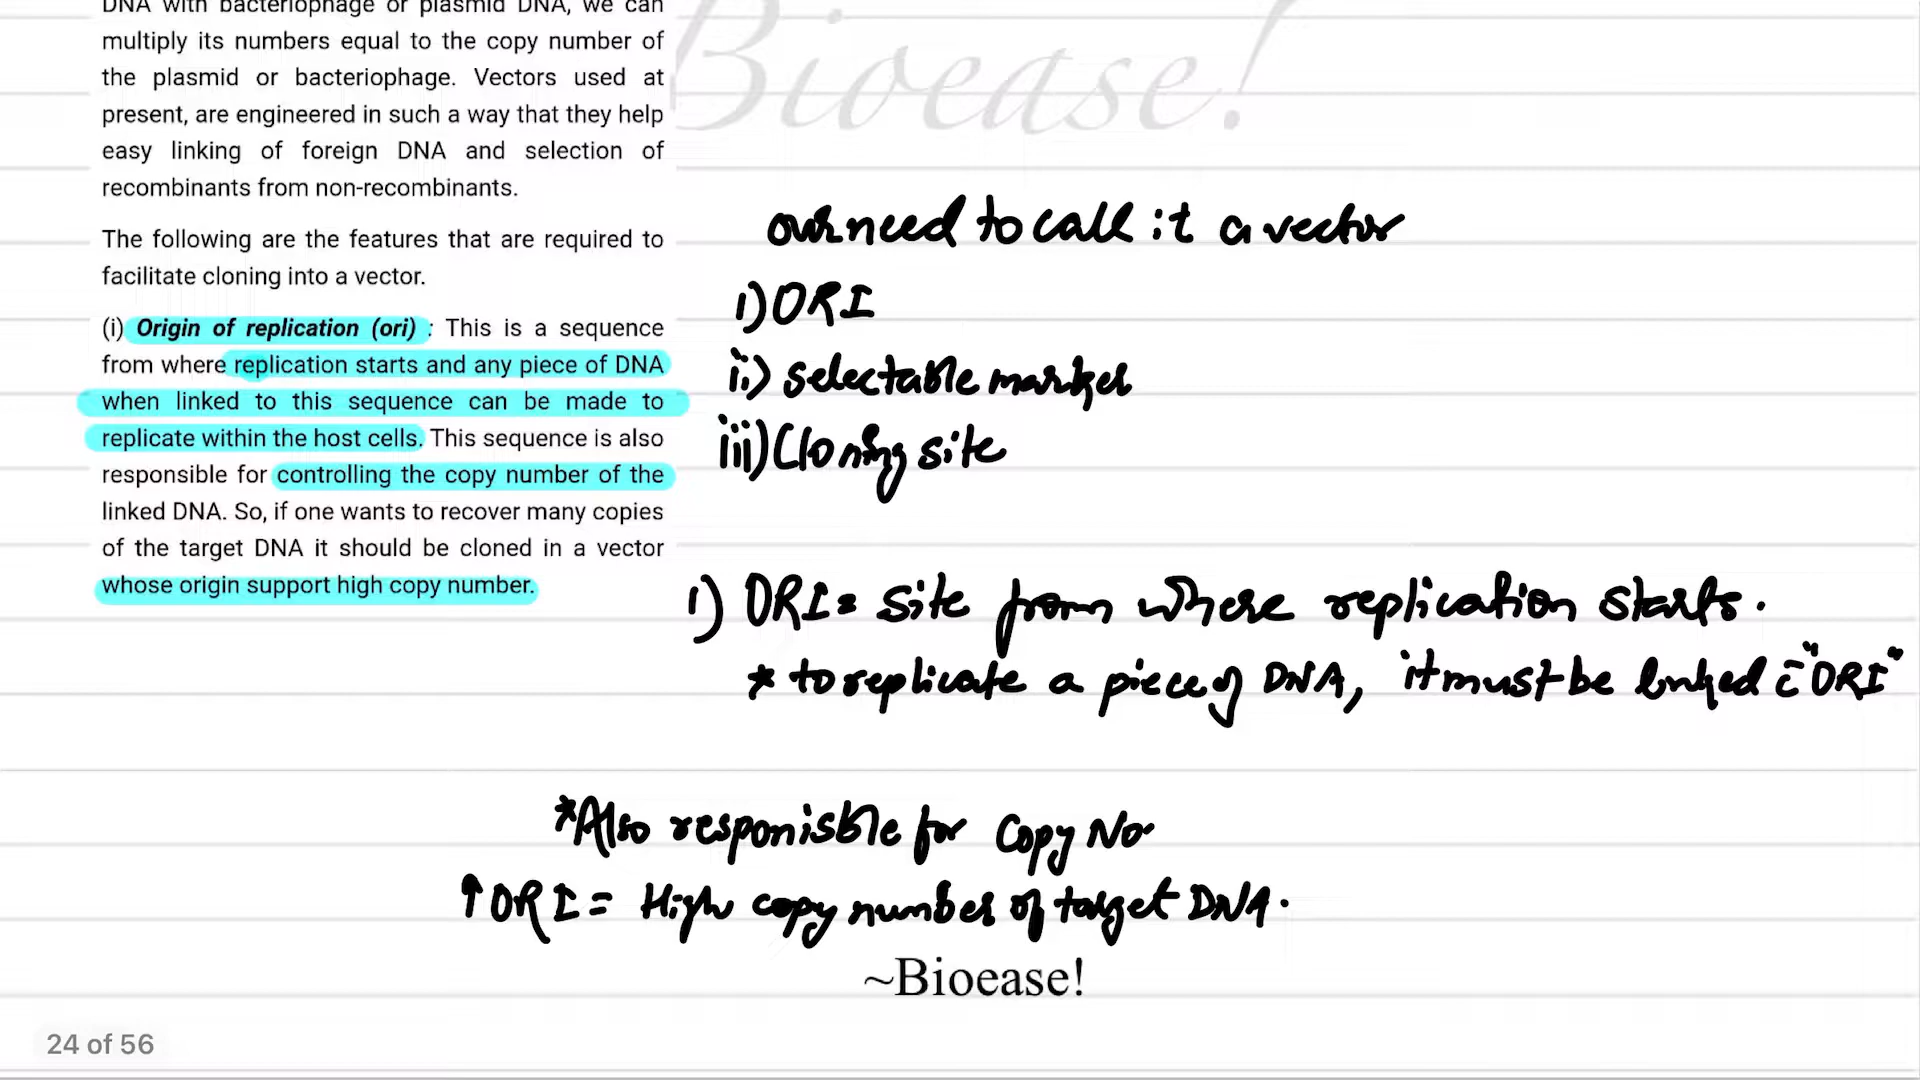 DNA with bacteriophage or plasmid DNA, we can
multiply its numbers equal to the copy number of
the plasmid or bacteriophage. Vectors used at
present, are engineered in such a way that they help
easy linking of foreign DNA and selection of
recombinants from non-recombinants.
The following are the features that are required to
facilitate cloning into a vector.
(i) Origin of replication (ori) : This is a sequence
from where replication starts and any piece of DNA
when linked to this sequence can be made to
replicate within the host cells. This sequence is also
responsible for controlling the copy number of the
linked DNA. So, if one wants to recover many copies
of the target DNA it should be cloned in a vector
whose origin support high copy number.
Bioease!
need to call it a vector
i) ORI
ii) selectable marker
iii) Cloning site
1) ORI = site from where replication starts.
* to replicate a piece of DNA, it must be linked c̄ "ORI"
*Also responisble for Copy No.
↑ ORI = High copy number of target DNA.
~Bioease!
24 of 56